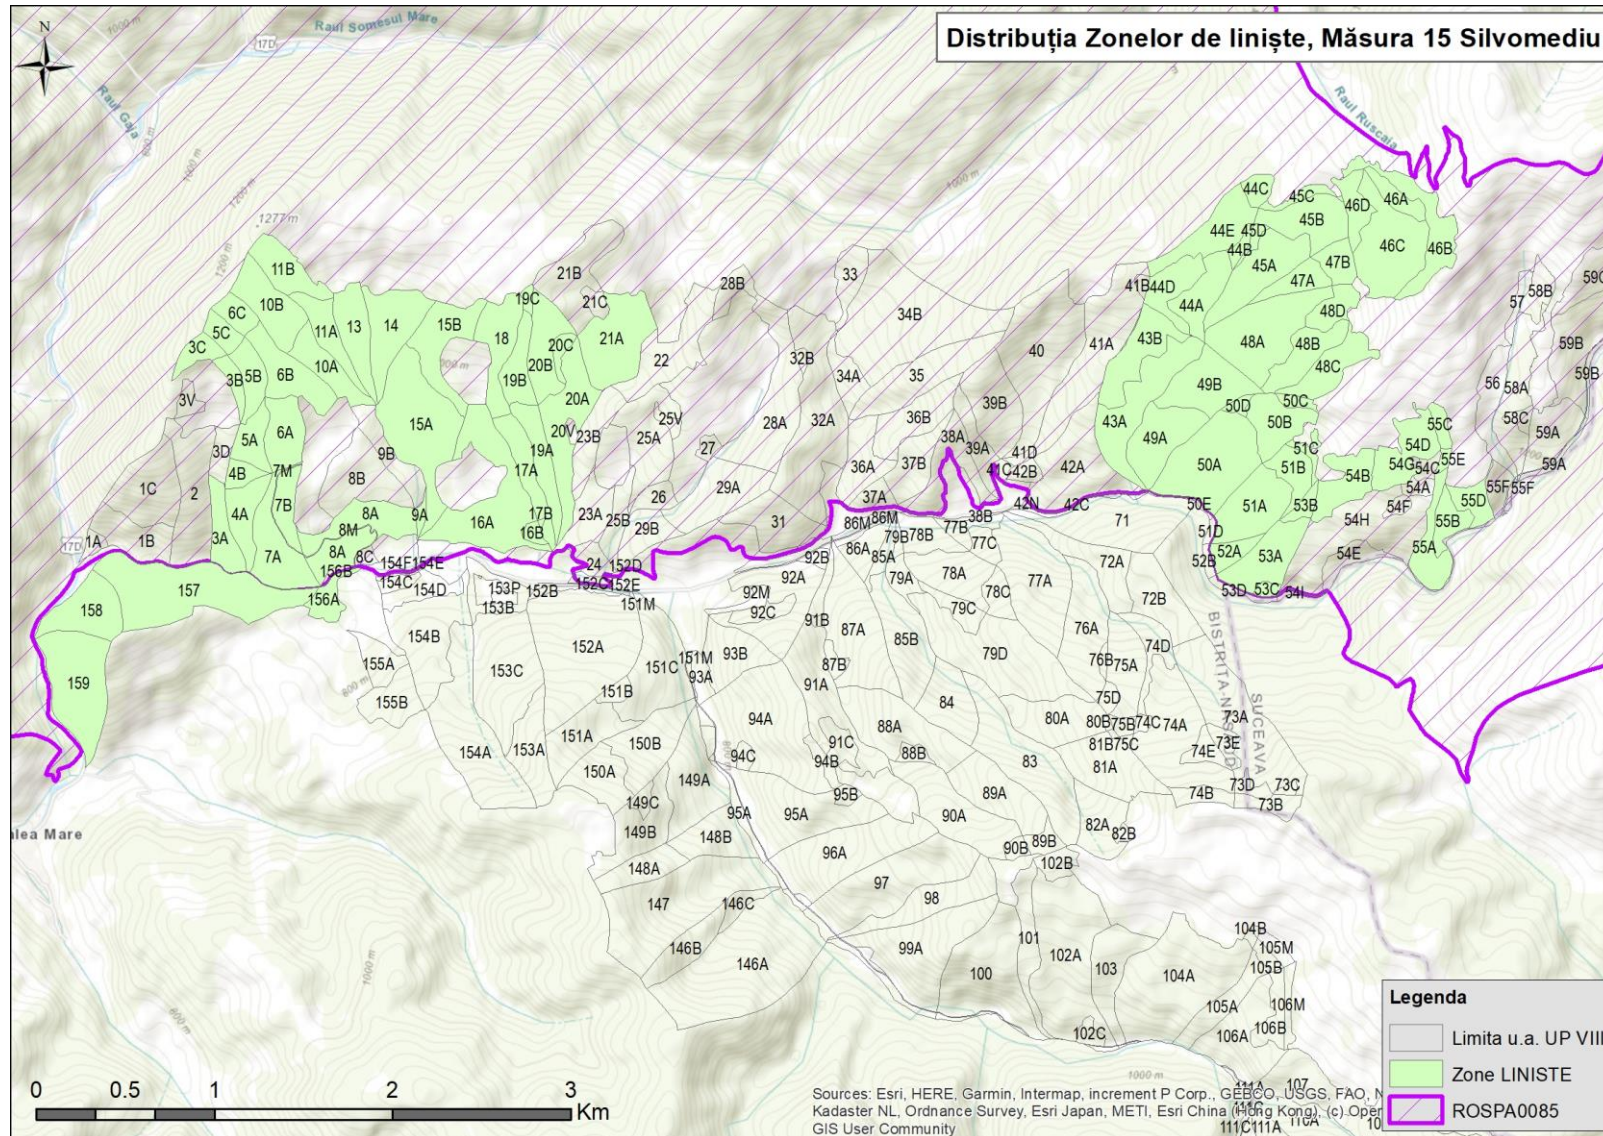 Distribuția Zonelor de liniște, Măsura 15 Silvomediu
N
1000 m
Raul Somesul Mare
17D
Raul Gaja
800 m
1000 m
1200 m
1277 m
1200 m
Raul Ruscaia
1000 m
44C 45C 46D 46A
44E 45D 45B
44B 45A 47B 46C 46B
11B 21B 28B 33 41B 44D 47A 58B 59C
10B 19C 21C 57
6C 5C 11A 13 14 15B 18 20C 21A 34B 44A 48D
3C 10A 20B 22 32B 40 41A 43B 48A 48B 59B
3B 5B 6B 19B 34A 35 49B 48C 56 58A 59B
3V 15A 20A 28A 32A 36B 39B 50D 50C
25V 43A 50B 58C
5A 6A 20V 23B 25A 27 38A 39A 49A 51C 55C 59A
3D 9B 19A 41D 54D
4B 7M 8B 17A 36A 37B 41C 42B 42A 50A 51B 54B 54G 54C 55E 59A
1C 2 7B 29A 26 37A 42N 42C 50E 54A 55F 55F
4A 8A 9A 16A 17B 23A 25B 29B 31 86M 86M 38B 71 51A 53B 54F 55D
1A 1B 3A 8M 16B 79B 78B 77B 51D 54H 55B
17D 7A 8A 8C 154F 154E 24 152D 92B 86A 85A 77C 72A 52A 53A 54E 55A
156B 154C 154D 153P 152B 152C 152E 92A 79A 78A 77A 52B
157 156A 153B 151M 92M 78C 72B 53D 53C 54I
158 154B 92C 91B 87A 85B 79C 76A 74D
152A 151C 151M 93B 87B 79D 76B 75A
155A 153C 93A 91A BISTRITA-NASAUD
159 800 m 155B 151B 84 75D SUCEAVA
151A 150B 94A 88A 80A 80B 75B 74C 74A 73A
154A 153A 94C 91C 88B 83 81B 75C 74E 73E
150A 149A 94B 81A
149C 95B 89A 74B 73D 73C
95A 95A 90A 73B
149B 148B 82A 82B
96A 90B 89B
148A 102B
97
147 146C 98
146B 99A 101 102A 103 104B
146A 100 104A 105M
105B
105A 106M
102C 106A 106B
1000 m
800 m
1000 m
111A 107
111C
111C 111A
0 0.5 1 2 3
Km
Sources: Esri, HERE, Garmin, Intermap, increment P Corp., GEBCO, USGS, FAO,
Kadaster NL, Ordnance Survey, Esri Japan, METI, Esri China (Hong Kong), (c)
GIS User Community
Legenda
Limita u.a. UP VIII
Zone LINISTE
ROSPA0085